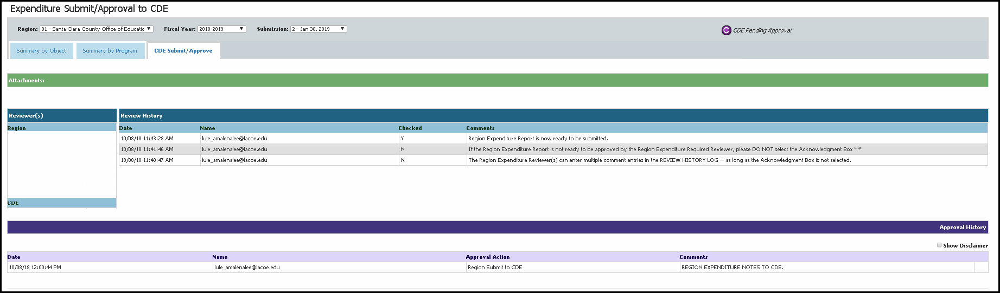 Expenditure Submit/Approval to CDE
Region: 01 - Santa Clara County Office of Educatic Fiscal Year: 2018-2019 Submission: 2 - Jan 30, 2019 C CDE Pending Approval
Summary by Object Summary by Program CDE Submit/Approve
Attachments:
Reviewer(s) Review History
Region Date Name Checked Comments
10/08/18 11:43:28 AM lule_amalenalee@lacoe.edu Y Region Expenditure Report is now ready to be submitted.
10/08/18 11:41:46 AM lule_amalenalee@lacoe.edu N If the Region Expenditure Report is not ready to be approved by the Region Expenditure Required Reviewer, please DO NOT select the Acknowledgment Box **
10/08/18 11:40:47 AM lule_amalenalee@lacoe.edu N The Region Expenditure Reviewer(s) can enter multiple comment entries in the REVIEW HISTORY LOG -- as long as the Acknowledgment Box is not selected.
CDE
Approval History
Show Disclaimer
Date Name Approval Action Comments
10/08/18 12:00:44 PM lule_amalenalee@lacoe.edu Region Submit to CDE REGION EXPENDITURE NOTES TO CDE.